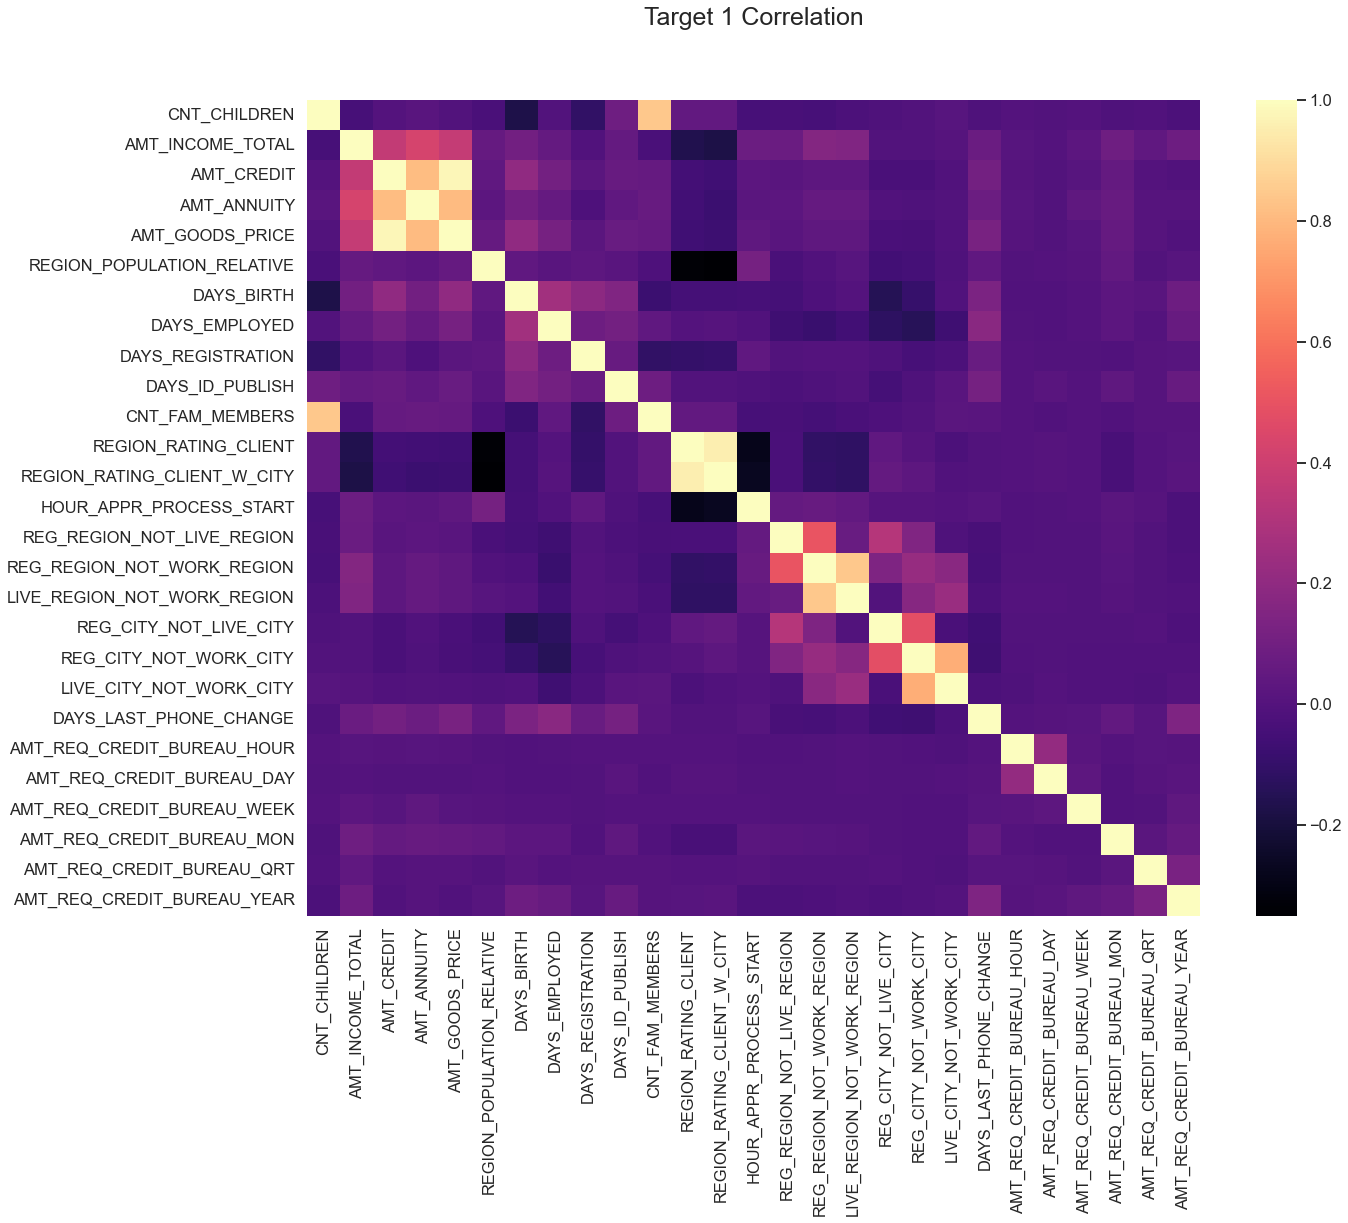 Target 1 Correlation
CNT_CHILDREN
AMT_INCOME_TOTAL
AMT_CREDIT
AMT_ANNUITY
AMT_GOODS_PRICE
REGION_POPULATION_RELATIVE
DAYS_BIRTH
DAYS_EMPLOYED
DAYS_REGISTRATION
DAYS_ID_PUBLISH
CNT_FAM_MEMBERS
REGION_RATING_CLIENT
REGION_RATING_CLIENT_W_CITY
HOUR_APPR_PROCESS_START
REG_REGION_NOT_LIVE_REGION
REG_REGION_NOT_WORK_REGION
LIVE_REGION_NOT_WORK_REGION
REG_CITY_NOT_LIVE_CITY
REG_CITY_NOT_WORK_CITY
LIVE_CITY_NOT_WORK_CITY
DAYS_LAST_PHONE_CHANGE
AMT_REQ_CREDIT_BUREAU_HOUR
AMT_REQ_CREDIT_BUREAU_DAY
AMT_REQ_CREDIT_BUREAU_WEEK
AMT_REQ_CREDIT_BUREAU_MON
AMT_REQ_CREDIT_BUREAU_QRT
AMT_REQ_CREDIT_BUREAU_YEAR
CNT_CHILDREN
AMT_INCOME_TOTAL
AMT_CREDIT
AMT_ANNUITY
AMT_GOODS_PRICE
REGION_POPULATION_RELATIVE
DAYS_BIRTH
DAYS_EMPLOYED
DAYS_REGISTRATION
DAYS_ID_PUBLISH
CNT_FAM_MEMBERS
REGION_RATING_CLIENT
REGION_RATING_CLIENT_W_CITY
HOUR_APPR_PROCESS_START
REG_REGION_NOT_LIVE_REGION
REG_REGION_NOT_WORK_REGION
LIVE_REGION_NOT_WORK_REGION
REG_CITY_NOT_LIVE_CITY
REG_CITY_NOT_WORK_CITY
LIVE_CITY_NOT_WORK_CITY
DAYS_LAST_PHONE_CHANGE
AMT_REQ_CREDIT_BUREAU_HOUR
AMT_REQ_CREDIT_BUREAU_DAY
AMT_REQ_CREDIT_BUREAU_WEEK
AMT_REQ_CREDIT_BUREAU_MON
AMT_REQ_CREDIT_BUREAU_QRT
AMT_REQ_CREDIT_BUREAU_YEAR
1.0
0.8
0.6
0.4
0.2
0.0
−0.2